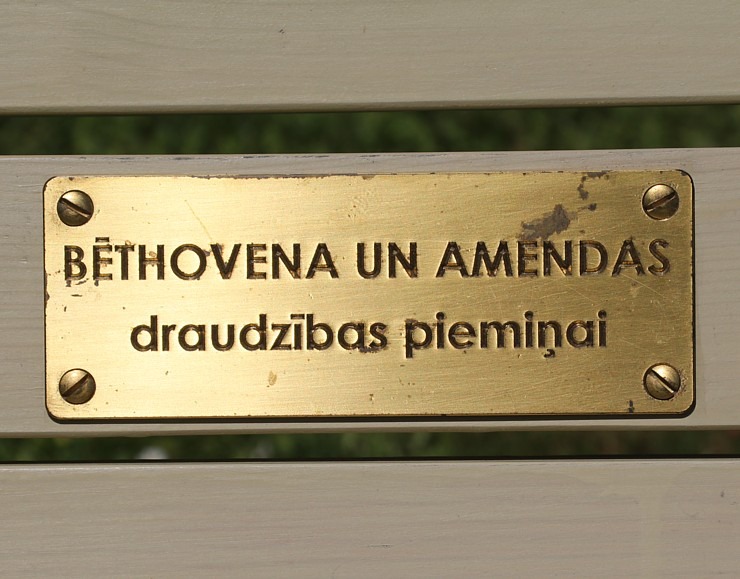 BĒTHOVENA UN AMENDAS
draudzības piemiņai